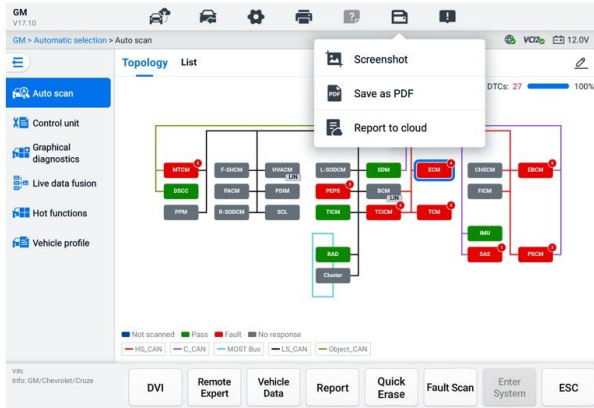 GM
V17.10
GM > Automatic selection > Auto scan
VCI2
12.0V
Topology
List
Screenshot
Save as PDF
Report to cloud
PDF
DTCs: 27
100%
Auto scan
Control unit
Graphical
diagnostics
Live data fusion
Hot functions
Vehicle profile
MTCM
F-SHCM
HVACM
LIN
L-SODCM
SDM
ECM
CHSCM
EBCM
DSCC
PACM
PDIM
PEPS
BCM
LIN
FICM
PPM
R-SODCM
SCL
TICM
TCICM
TCM
IMU
RAD
SAS
PSCM
Cluster
Not scanned
Pass
Fault
No response
HS_CAN
C_CAN
MOST Bus
LS_CAN
Object_CAN
VIN:
Info: GM/Chevrolet/Cruze
DVI
Remote
Expert
Vehicle
Data
Report
Quick
Erase
Fault Scan
Enter
System
ESC